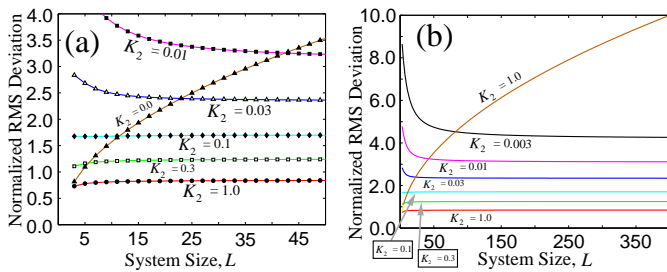 4.0
3.5
3.0
2.5
2.0
1.5
1.0
0.5
0.0
Normalized RMS Deviation
(a)
K2 = 0.01
K2 = 0.03
K2 = 0.0
K2 = 0.1
K2 = 0.3
K2 = 1.0
5 15 25 35 45
System Size, L
10.0
8.0
6.0
4.0
2.0
0.0
Normalized RMS Deviation
(b)
K2 = 1.0
K2 = 0.003
K2 = 0.01
K2 = 0.03
K2 = 1.0
K2 = 0.1
K2 = 0.3
50 150 250 350
System Size, L